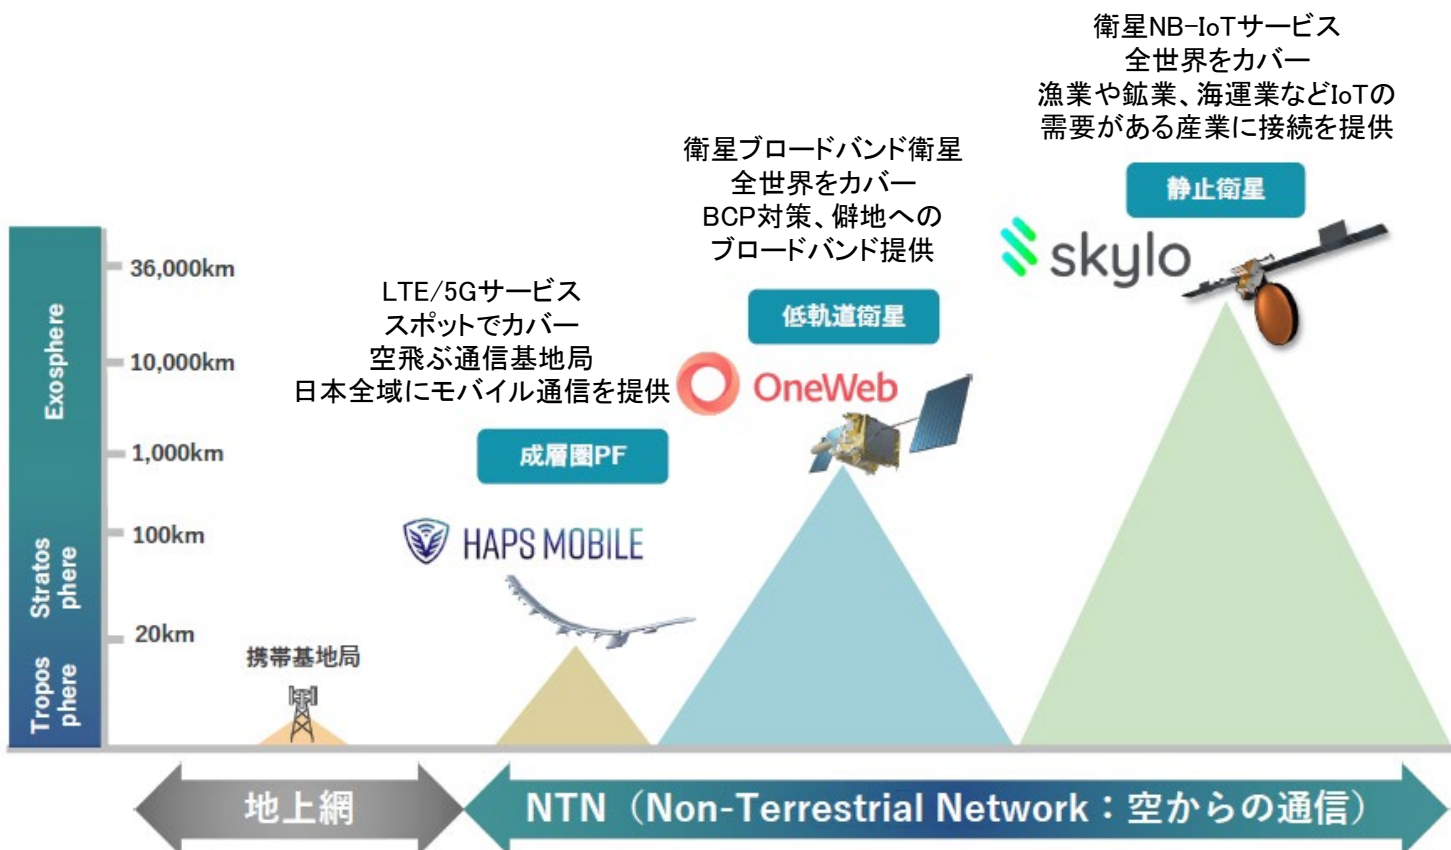 衛星NB-IoTサービス
全世界をカバー
漁業や鉱業、海運業などIoTの
需要がある産業に接続を提供
静止衛星
skylo
衛星ブロードバンド衛星
全世界をカバー
BCP対策、僻地への
ブロードバンド提供
低軌道衛星
OneWeb
LTE/5Gサービス
スポットでカバー
空飛ぶ通信基地局
日本全域にモバイル通信を提供
成層圏PF
HAPS MOBILE
携帯基地局
Exosphere
Stratos
phere
Tropos
phere
36,000km
10,000km
1,000km
100km
20km
地上網
NTN（Non-Terrestrial Network：空からの通信）